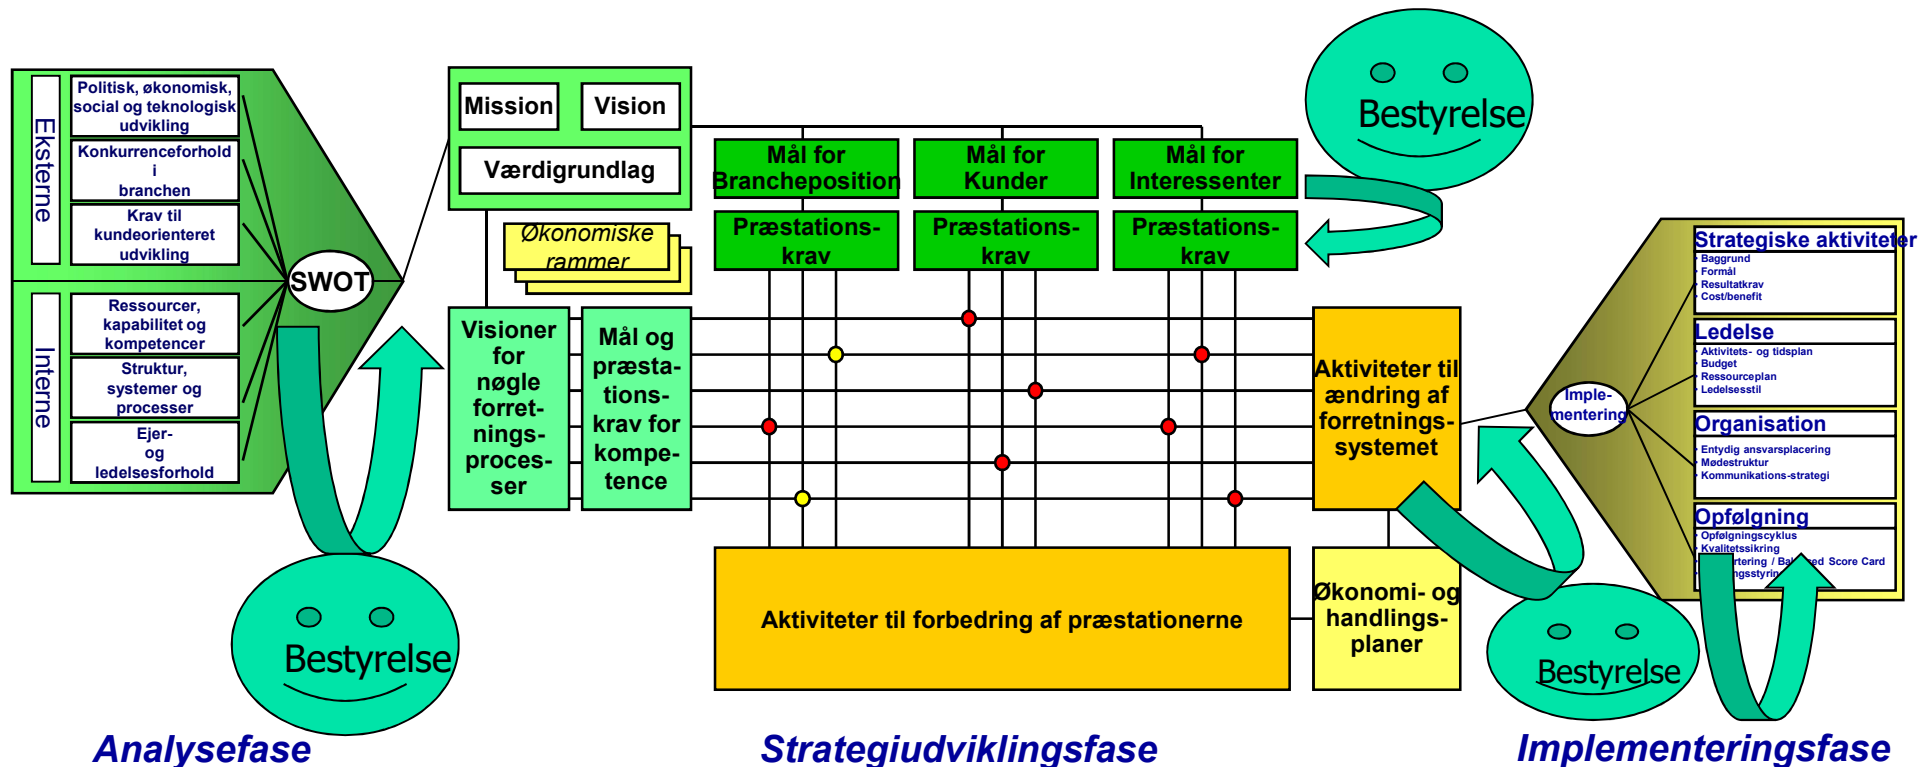 Eksterne
Politisk, økonomisk,
social og teknologisk
udvikling
Konkurrenceforhold
i
branchen
Krav til
kundeorienteret
udvikling
Interne
Ressourcer,
kapabilitet og
kompetencer
Struktur,
systemer og
processer
Ejer-
og
ledelsesforhold
SWOT
Bestyrelse
Analysefase
Mission
Vision
Værdigrundlag
Økonomiske
rammer
Visioner
for
nøgle
forret-
nings-
proces-
ser
Mål og
præsta-
tions-
krav for
kompe-
tence
Mål for
Brancheposition
Mål for
Kunder
Mål for
Interessenter
Præstations-
krav
Præstations-
krav
Præstations-
krav
Bestyrelse
Aktiviteter til
ændring af
forretnings-
systemet
Aktiviteter til forbedring af præstationerne
Økonomi- og
handlings-
planer
Strategiudviklingsfase
Imple-
mentering
Strategiske aktiviteter
• Baggrund
• Formål
• Resultatkrav
• Cost/benefit
Ledelse
• Aktivitets- og tidsplan
• Budget
• Ressourceplan
• Ledelsesstil
Organisation
• Entydig ansvarsplacering
• Mødestruktur
• Kommunikations-strategi
Opfølgning
• Opfølgningscyklus
• Kvalitetssikring
Score Card
Bestyrelse
Implementeringsfase